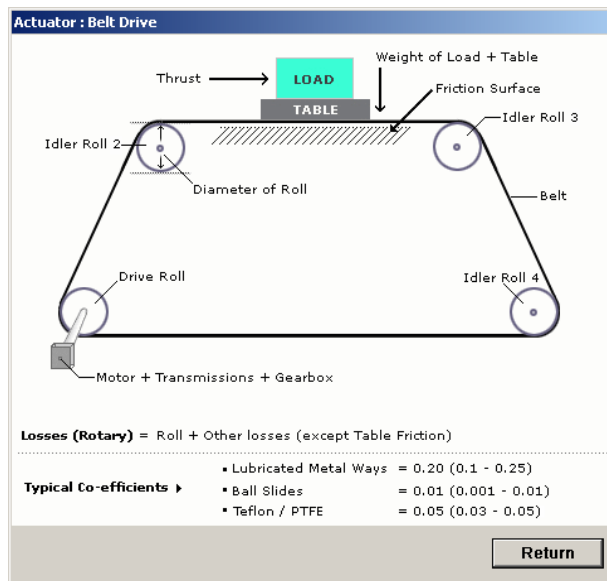 Actuator : Belt Drive
Weight of Load + Table
Thrust
LOAD
Friction Surface
TABLE
Idler Roll 3
Idler Roll 2
Diameter of Roll
Belt
Drive Roll
Idler Roll 4
Motor + Transmissions + Gearbox
Losses (Rotary) = Roll + Other losses (except Table Friction)
▪ Lubricated Metal Ways = 0.20 (0.1 - 0.25)
Typical Co-efficients ▸ ▪ Ball Slides = 0.01 (0.001 - 0.01)
▪ Teflon / PTFE = 0.05 (0.03 - 0.05)
Return